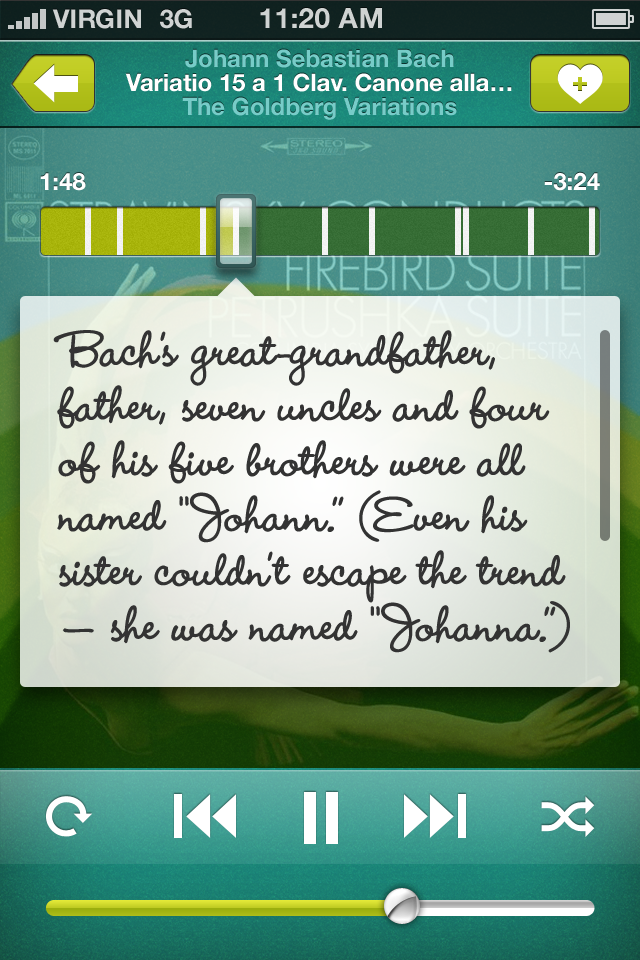 VIRGIN 3G 11:20 AM
Johann Sebastian Bach
Variatio 15 a 1 Clav. Canone alla...
The Goldberg Variations
STEREO
STEREO
1:48 -3:24
STRAVINSKY CONDUCTS
FIREBIRD SUITE
PETRUSHKA SUITE
ORCHESTRA
Bach's great-grandfather,
father, seven uncles and four
of his five brothers were all
named "Johann." (Even his
sister couldn't escape the trend
— she was named "Johanna.")